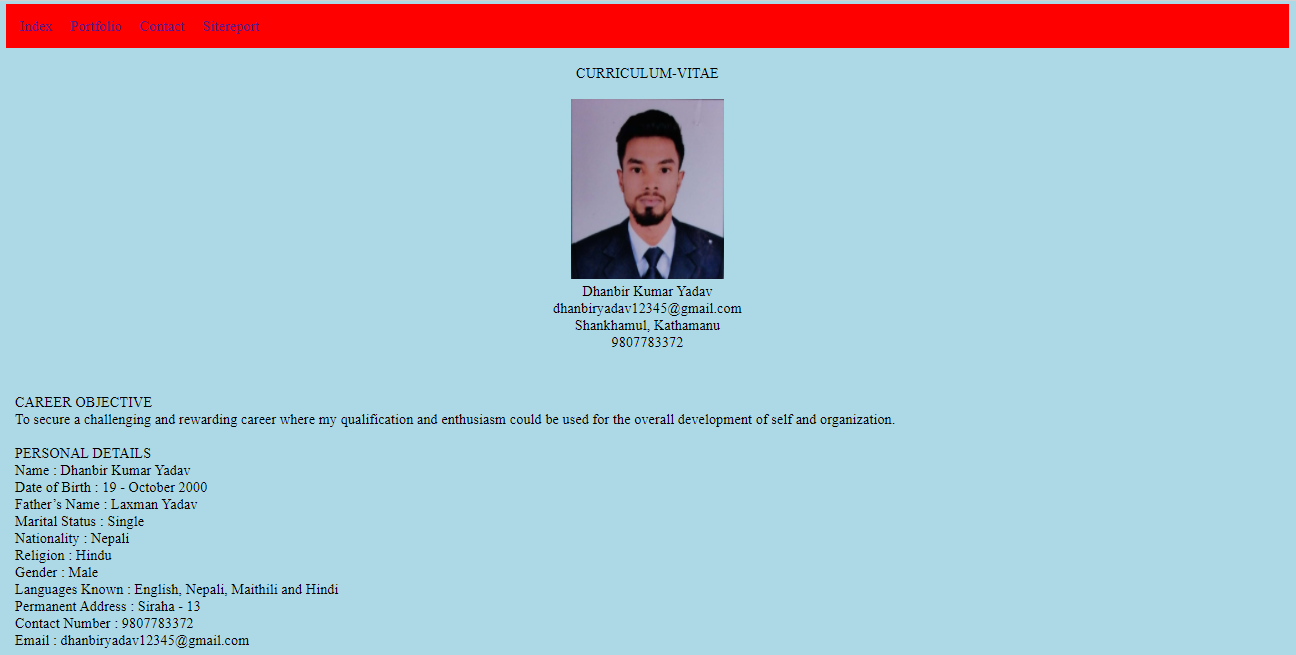 Index Portfolio Contact Sitereport
CURRICULUM-VITAE
Dhanbir Kumar Yadav
dhanbiryadav12345@gmail.com
Shankhamul, Kathamanu
9807783372
CAREER OBJECTIVE
To secure a challenging and rewarding career where my qualification and enthusiasm could be used for the overall development of self and organization.
PERSONAL DETAILS
Name : Dhanbir Kumar Yadav
Date of Birth : 19 - October 2000
Father’s Name : Laxman Yadav
Marital Status : Single
Nationality : Nepali
Religion : Hindu
Gender : Male
Languages Known : English, Nepali, Maithili and Hindi
Permanent Address : Siraha - 13
Contact Number : 9807783372
Email : dhanbiryadav12345@gmail.com